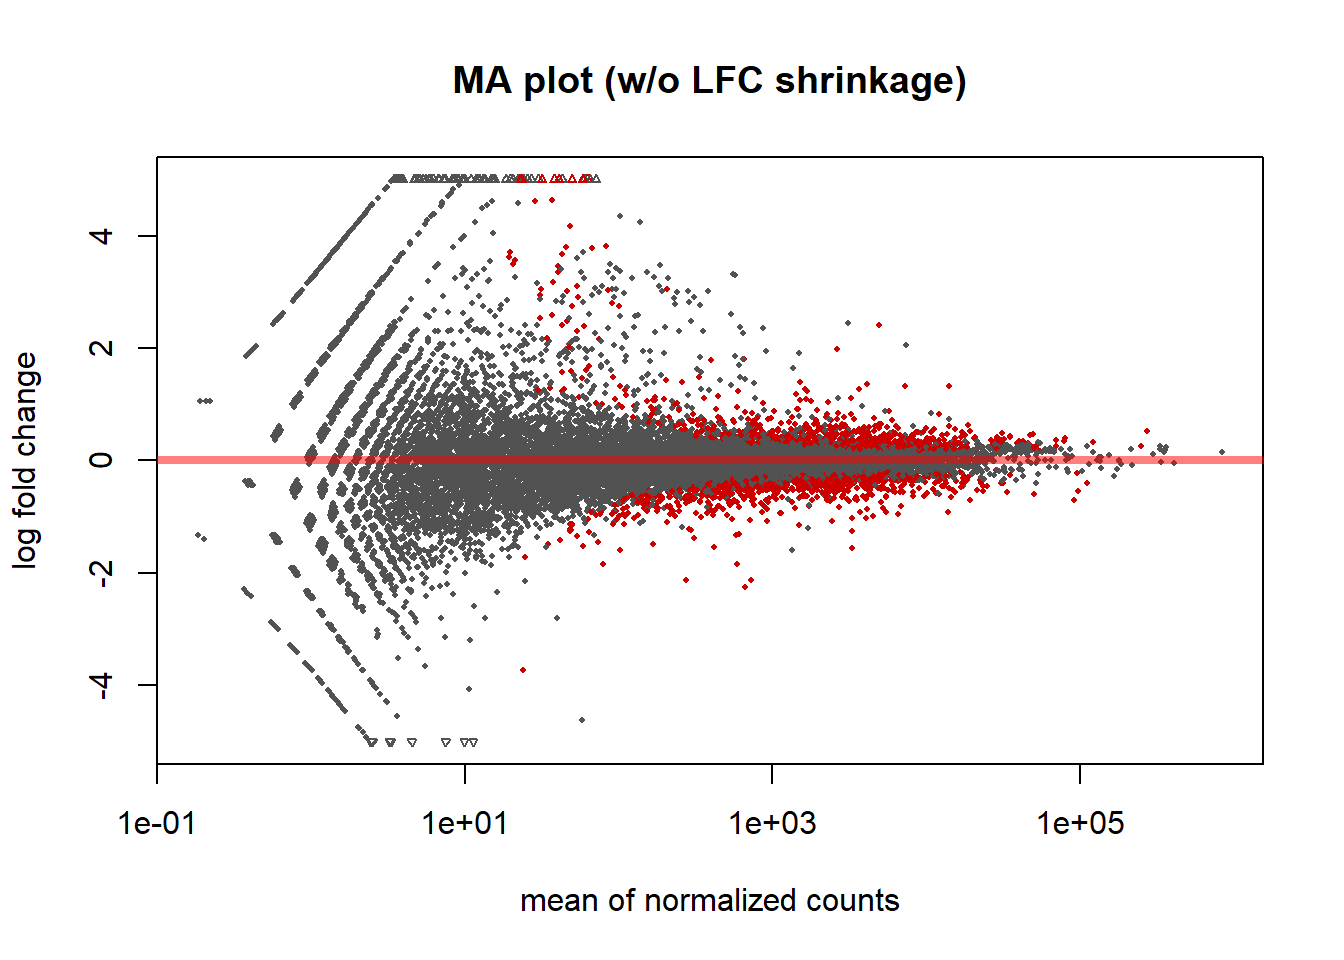 MA plot (w/o LFC shrinkage)
log fold change
4
2
0
-2
-4
1e-01
1e+01
1e+03
1e+05
mean of normalized counts